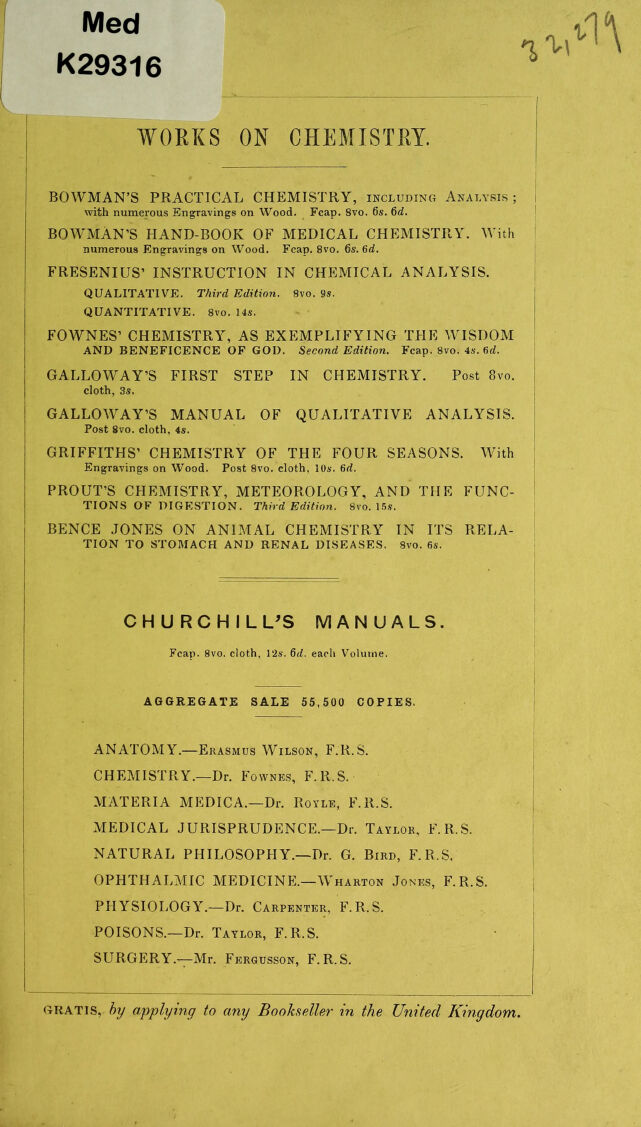 Med
K29316
32,279
WORKS ON CHEMISTRY.
BOWMAN'S PRACTICAL CHEMISTRY, INCLUDING ANALYSIS;
with numerous Engravings on Wood. Fcap. 8vo. 6s. 6d.
BOWMAN'S HAND-BOOK OF MEDICAL CHEMISTRY. With
numerous Engravings on Wood. Fcap. 8vo. 6s. 6d.
FRESENIUS' INSTRUCTION IN CHEMICAL ANALYSIS.
QUALITATIVE. Third Edition. 8vo. 9s.
QUANTITATIVE. 8vo. 14s.
FOWNES' CHEMISTRY, AS EXEMPLIFYING THE WISDOM
AND BENEFICENCE OF GOD. Second Edition. Fcap. 8vo. 4s. 6d.
GALLOWAY'S FIRST STEP IN CHEMISTRY. Post 8vo.
cloth, 3s.
GALLOWAY'S MANUAL OF QUALITATIVE ANALYSIS.
Post 8vo. cloth, 4s.
GRIFFITHS' CHEMISTRY OF THE FOUR SEASONS. With
Engravings on Wood. Post 8vo. cloth, 10s. 6d.
PROUT'S CHEMISTRY, METEOROLOGY, AND THE FUNC-
TIONS OF DIGESTION. Third Edition. 8vo. 15s.
BENCE JONES ON ANIMAL CHEMISTRY IN ITS RELA-
TION TO STOMACH AND RENAL DISEASES. 8vo. 6s.
CHURCHILL'S MANUALS.
Fcap. 8vo. cloth, 12s. 6d. each Volume.
AGGREGATE SALE 55,500 COPIES.
ANATOMY.—ERASMUS WILSON, F.R.S.
CHEMISTRY.—Dr. FOWNES, F.R.S.
MATERIA MEDICA.—Dr. ROYLE, F.R.S.
MEDICAL JURISPRUDENCE.—Dr. TAYLOR, F.R.S.
NATURAL PHILOSOPHY.—Dr. G. BIRD, F.R.S.
OPHTHALMIC MEDICINE.—WHARTON JONES, F.R.S.
PHYSIOLOGY.—Dr. CARPENTER, F.R.S.
POISONS.—Dr. TAYLOR, F.R.S.
SURGERY.—Mr. FERGUSSON, F.R.S.
GRATIS, by applying to any Bookseller in the United Kingdom.